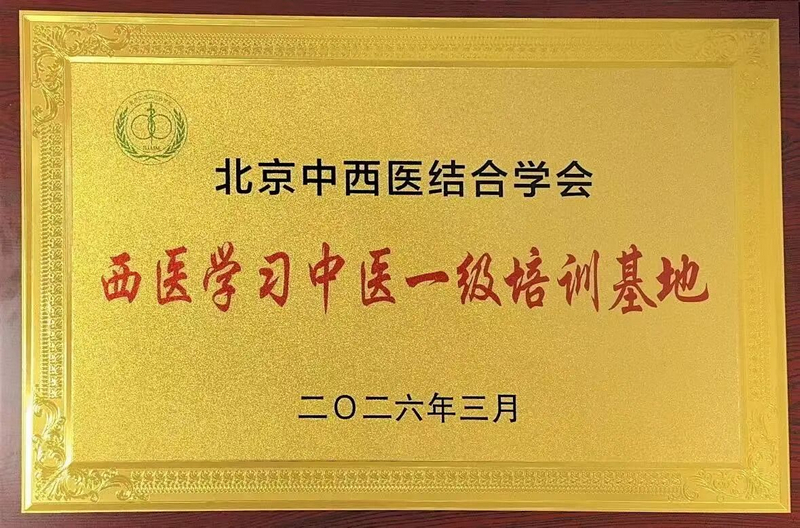 北京中西医结合学会
西医学习中医一级培训基地
二〇二六年三月